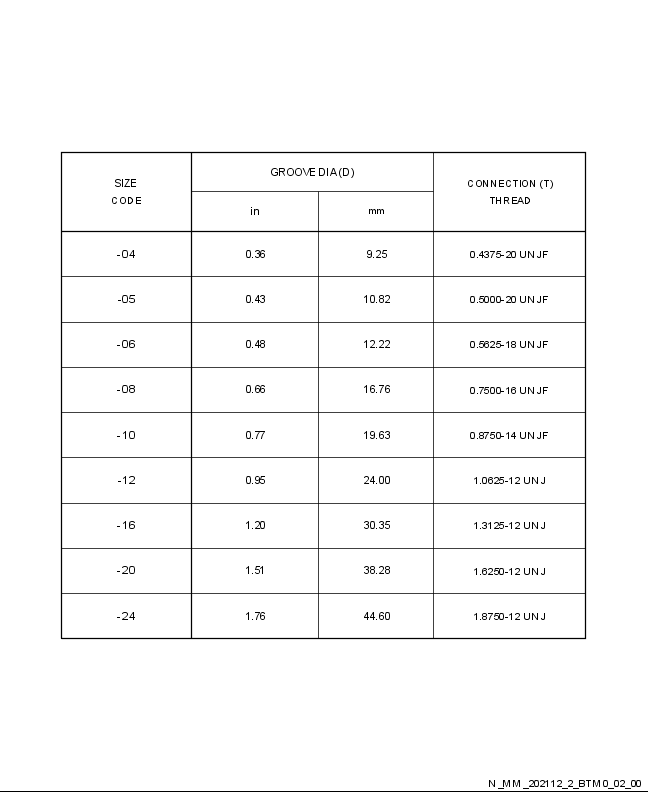 SIZE
CODE
GROOVE DIA (D)
CONNECTION (T)
THREAD
in
mm
-04 0.36 9.25 0.4375-20 UNJF
-05 0.43 10.82 0.5000-20 UNJF
-06 0.48 12.22 0.5625-18 UNJF
-08 0.66 16.76 0.7500-16 UNJF
-10 0.77 19.63 0.8750-14 UNJF
-12 0.95 24.00 1.0625-12 UNJ
-16 1.20 30.35 1.3125-12 UNJ
-20 1.51 38.28 1.6250-12 UNJ
-24 1.76 44.60 1.8750-12 UNJ
N_MM_202112_2_BTM0_02_00